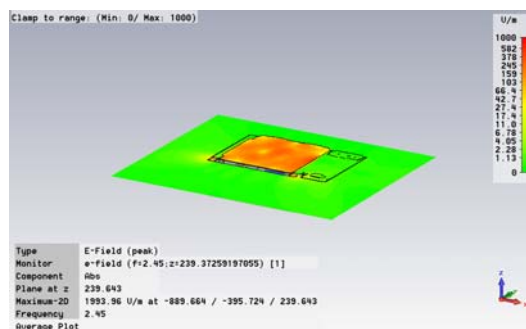 Clamp to range: (Min: 0/ Max: 1000)
V/m
1000
582
378
245
159
103
66.4
42.7
27.4
17.4
11.0
6.78
4.05
2.28
1.13
0
Type E-Field (peak)
Monitor e-field (f=2.45;z=239.37259197055) [1]
Component Abs
Plane at z 239.643
Maximum-2D 1993.96 V/m at -889.664 / -395.724 / 239.643
Frequency 2.45
Average Plot
z